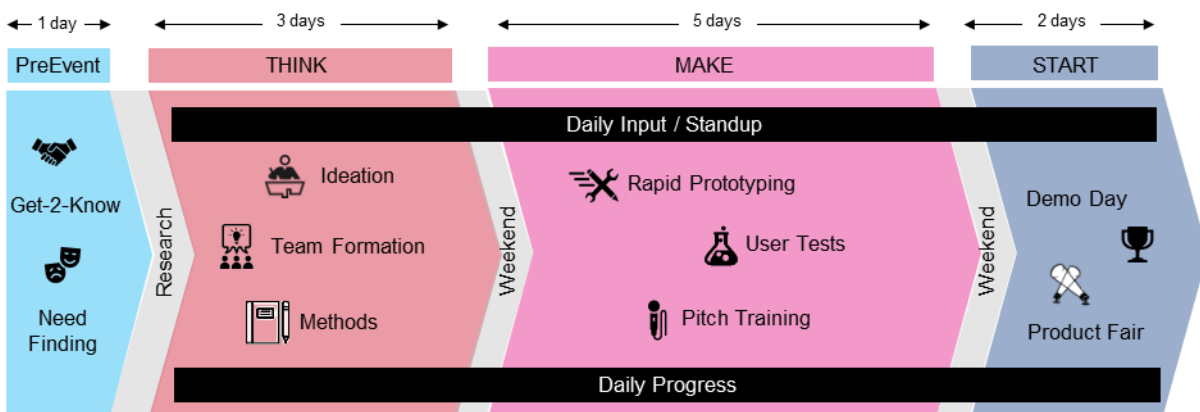 1 day
3 days
5 days
2 days
PreEvent
THINK
MAKE
START
Daily Input / Standup
Get-2-Know
Need
Finding
Research
Ideation
Team Formation
Methods
Weekend
Rapid Prototyping
User Tests
Pitch Training
Weekend
Demo Day
Product Fair
Daily Progress